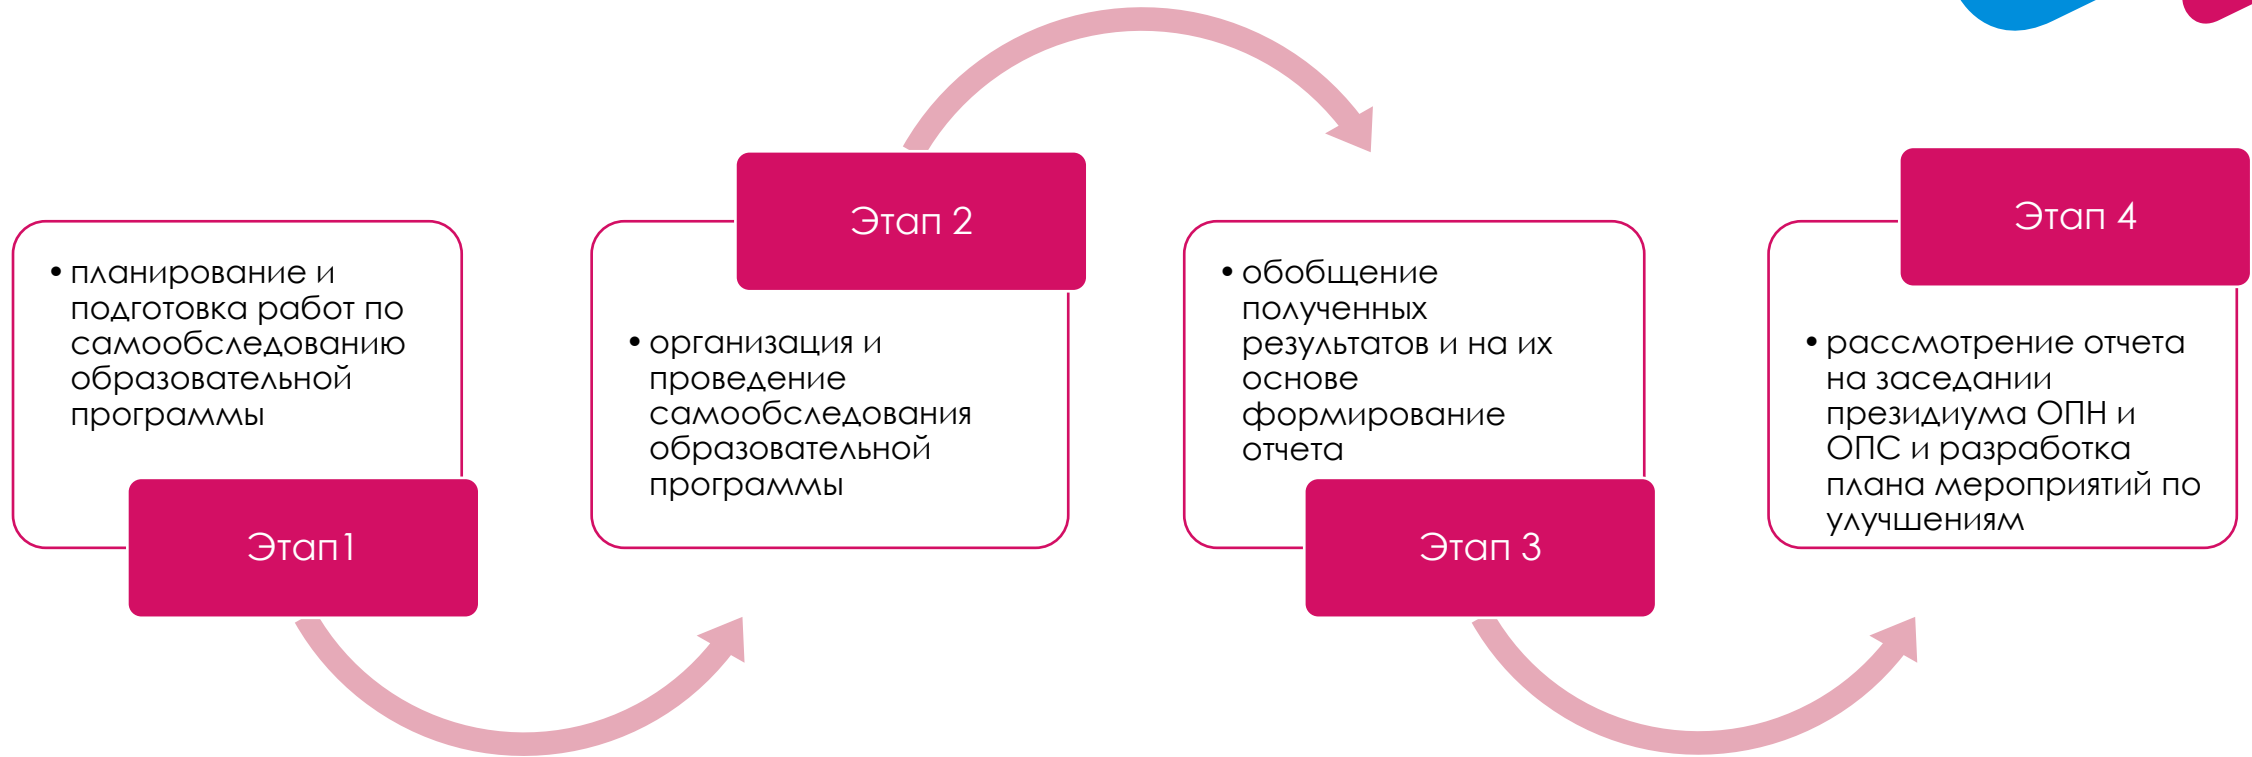 • планирование и
подготовка работ по
самообследованию
образовательной
программы
Этап1
Этап 2
• организация и
проведение
самообследования
образовательной
программы
• обобщение
полученных
результатов и на их
основе
формирование
отчета
Этап 3
Этап 4
• рассмотрение отчета
на заседании
президиума ОПН и
ОПС и разработка
плана мероприятий по
улучшениям